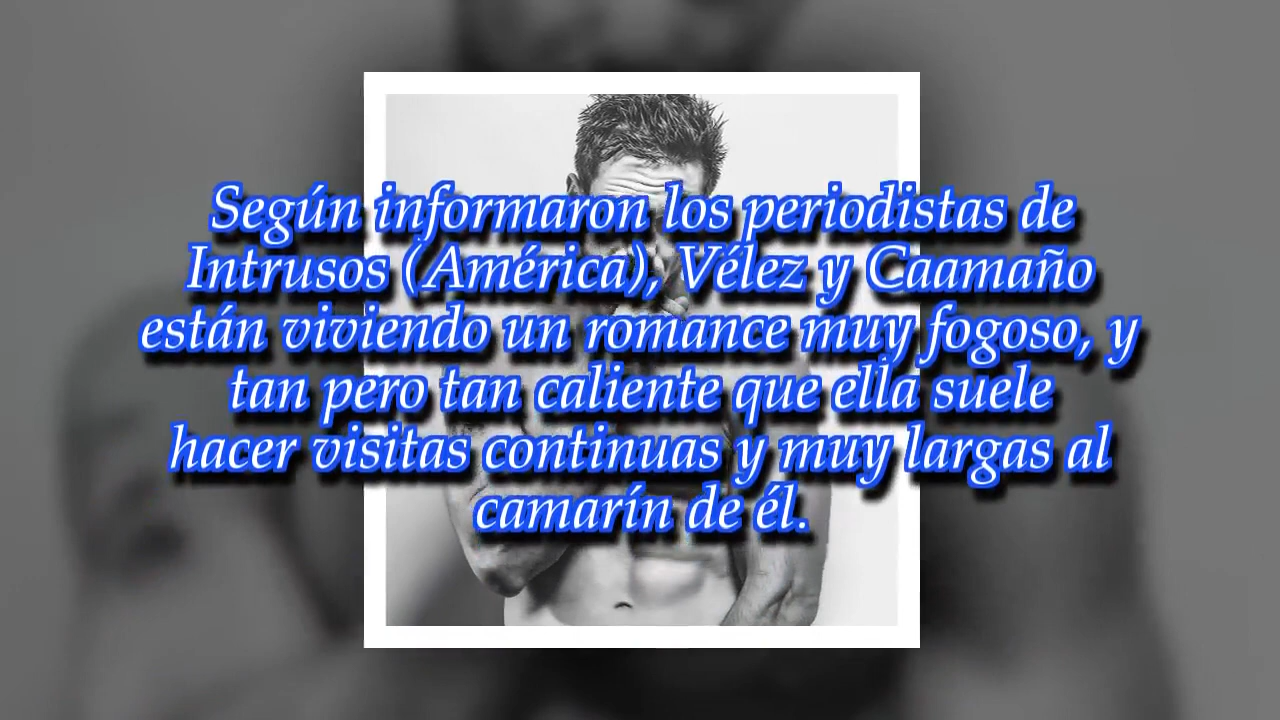 Según informaron los periodistas de
Intrusos (América), Vélez y Caamaño
están viviendo un romance muy fogoso, y
tan pero tan caliente que ella suele
hacer visitas continuas y muy largas al
camarín de él.